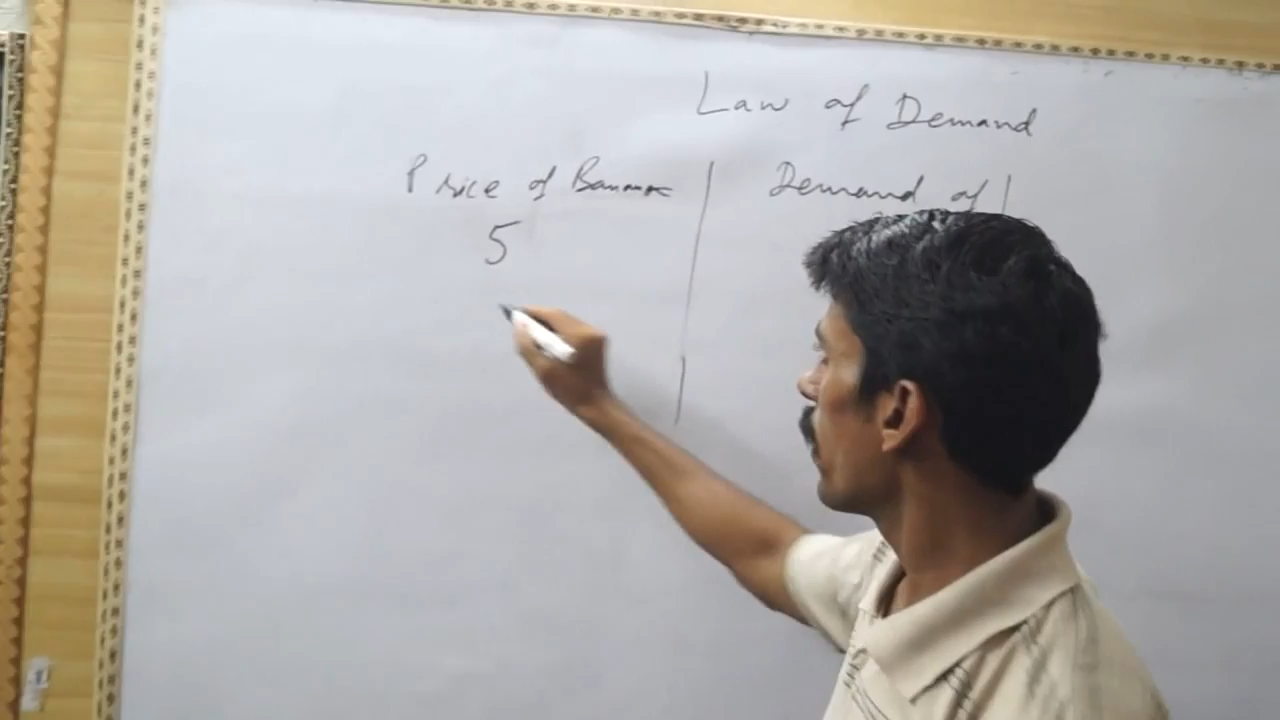 Law of Demand
Price of Banana | Demand of |
5